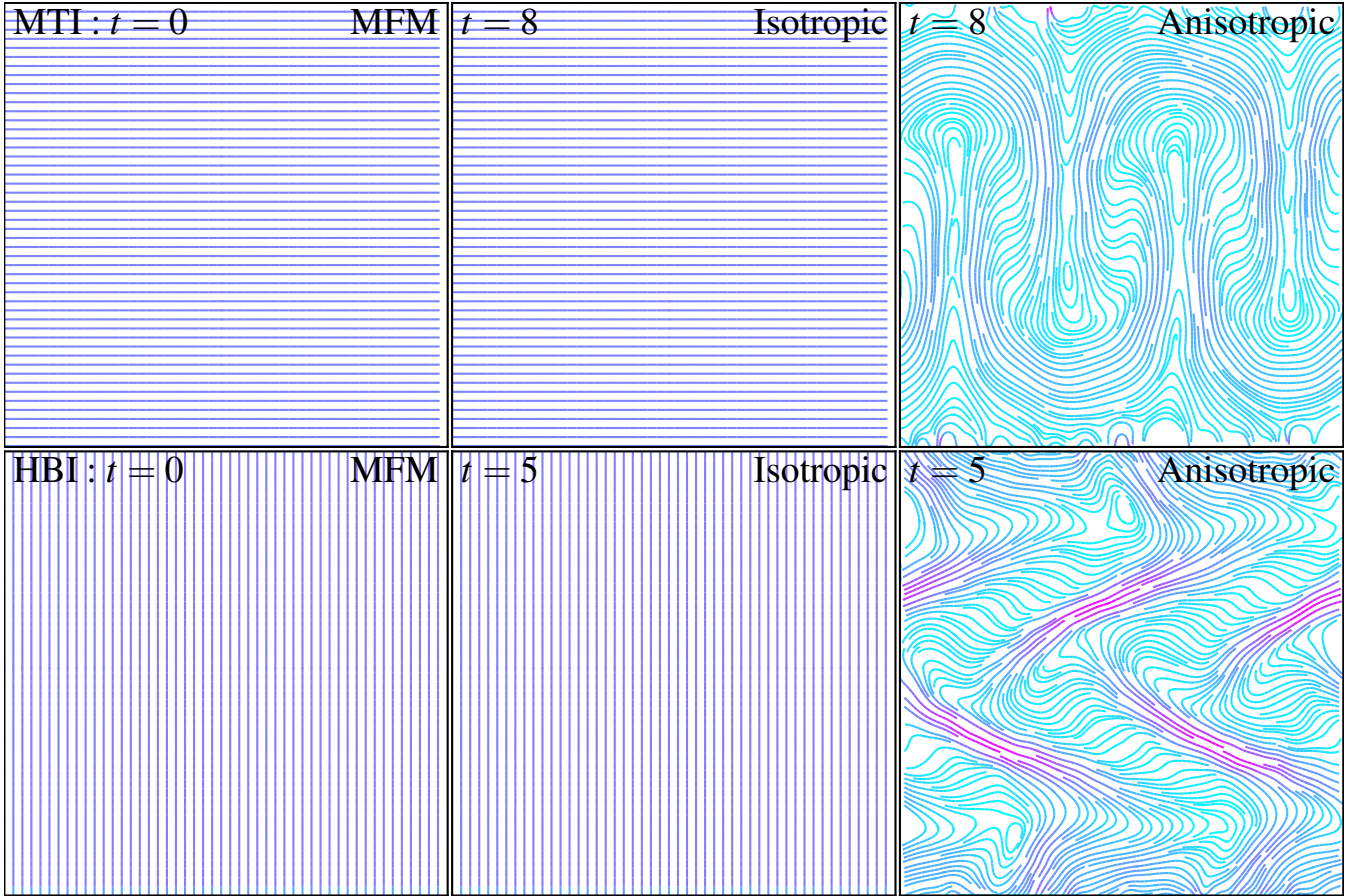 MTI : t = 0 MFM
t = 8 Isotropic
t = 8 Anisotropic
HBI : t = 0 MFM
t = 5 Isotropic
t = 5 Anisotropic